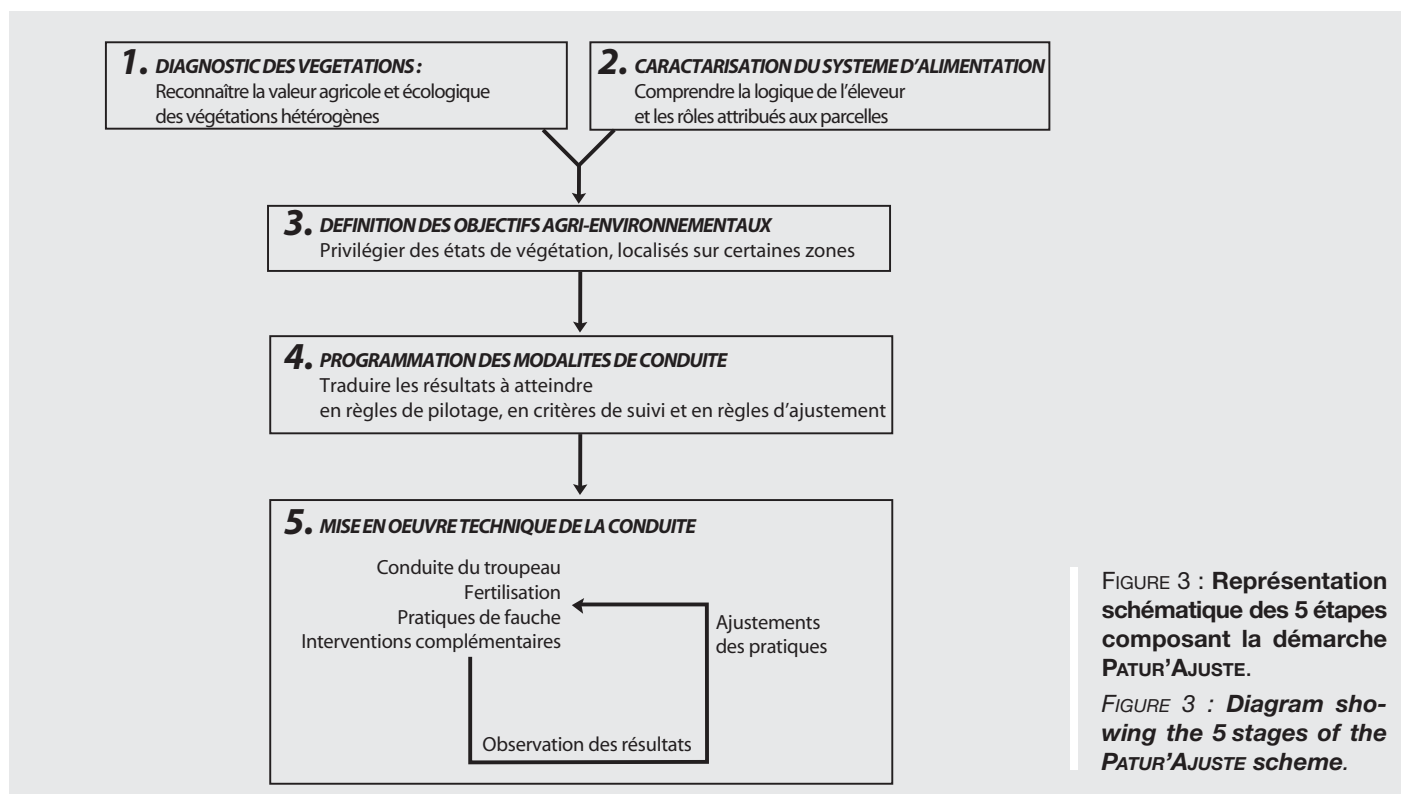 1. DIAGNOSTIC DES VEGETATIONS :
Reconnaître la valeur agricole et écologique
des végétations hétérogènes
2. CARACTARISATION DU SYSTEME D'ALIMENTATION
Comprendre la logique de l'éleveur
et les rôles attribués aux parcelles
3. DEFINITION DES OBJECTIFS AGRI-ENVIRONNEMENTAUX
Privilégier des états de végétation, localisés sur certaines zones
4. PROGRAMMATION DES MODALITES DE CONDUITE
Traduire les résultats à atteindre
en règles de pilotage, en critères de suivi et en règles d'ajustement
5. MISE EN OEUVRE TECHNIQUE DE LA CONDUITE
Conduite du troupeau
Fertilisation
Pratiques de fauche
Interventions complémentaires
Ajustements
des pratiques
Observation des résultats
FIGURE 3 : Représentation
schématique des 5 étapes
composant la démarche
PATUR'AJUSTE.
FIGURE 3 : Diagram sho-
wing the 5 stages of the
PATUR'AJUSTE scheme.